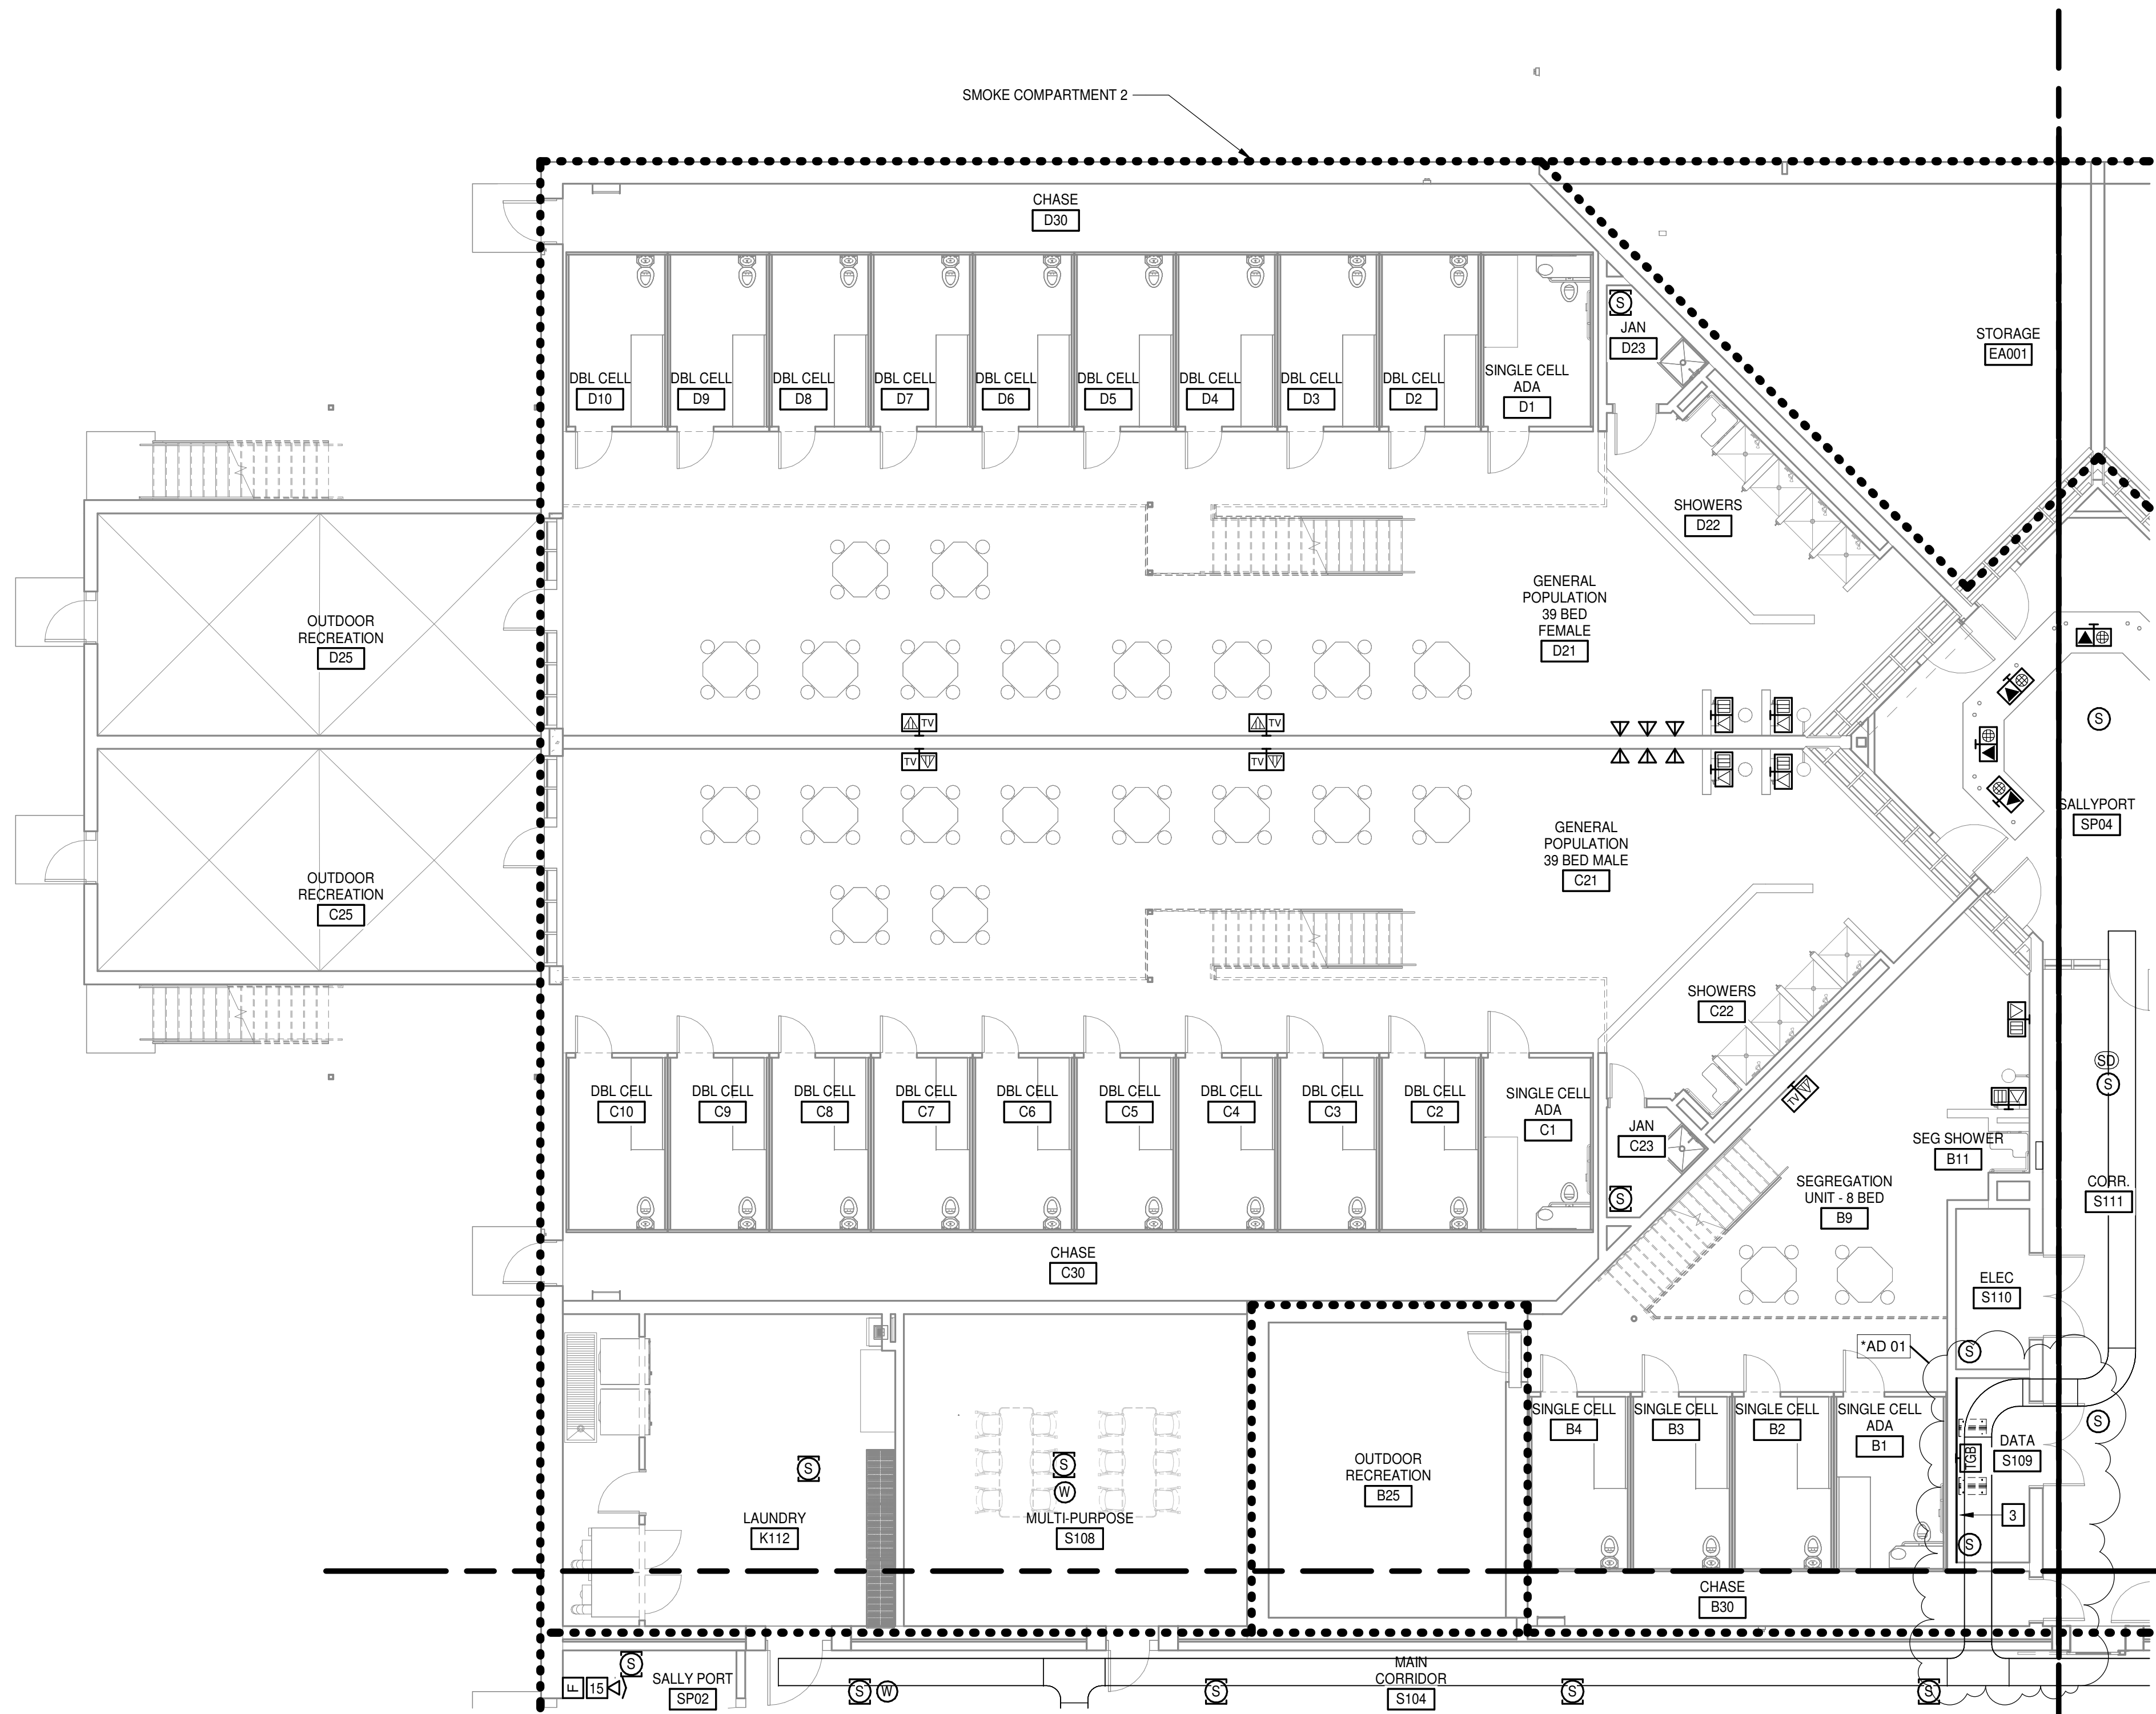 SMOKE COMPARTMENT 2
CHASE
D30
S
JAN
D23
STORAGE
EA001
DBL CELL
D10
DBL CELL
D9
DBL CELL
D8
DBL CELL
D7
DBL CELL
D6
DBL CELL
D5
DBL CELL
D4
DBL CELL
D3
DBL CELL
D2
SINGLE CELL
ADA
D1
SHOWERS
D22
OUTDOOR
RECREATION
D25
GENERAL
POPULATION
39 BED
FEMALE
D21
TV
TV
TV
TV
S
SALLYPORT
SP04
OUTDOOR
RECREATION
C25
GENERAL
POPULATION
39 BED MALE
C21
SHOWERS
C22
DBL CELL
C10
DBL CELL
C9
DBL CELL
C8
DBL CELL
C7
DBL CELL
C6
DBL CELL
C5
DBL CELL
C4
DBL CELL
C3
DBL CELL
C2
SINGLE CELL
ADA
C1
JAN
C23
S
TV
SD
S
SEG SHOWER
B11
SEGREGATION
UNIT - 8 BED
B9
CORR.
S111
CHASE
C30
ELEC
S110
*AD 01
S
S
SINGLE CELL
B4
SINGLE CELL
B3
SINGLE CELL
B2
SINGLE CELL
ADA
B1
TGB
DATA
S109
3
S
S
LAUNDRY
K112
S
W
MULTI-PURPOSE
S108
OUTDOOR
RECREATION
B25
CHASE
B30
F
15
S
SALLY PORT
SP02
S
W
S
MAIN
CORRIDOR
S104
S
S